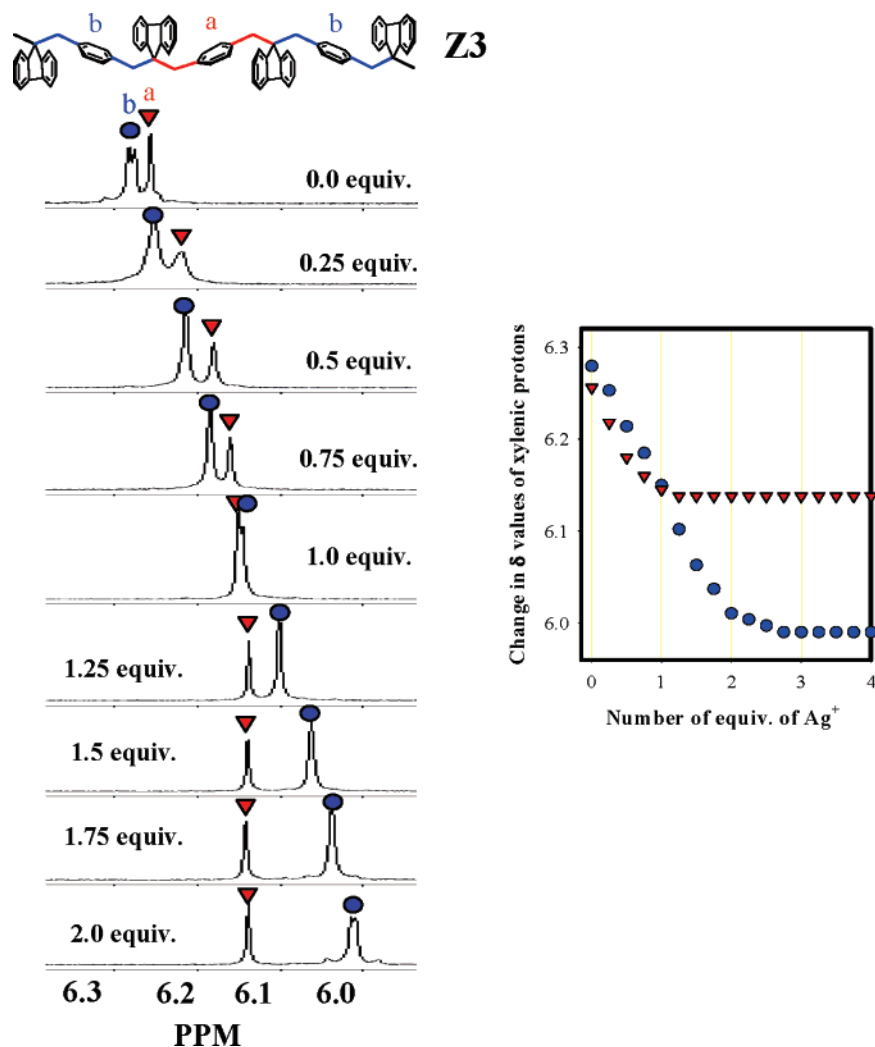 b a b
Z3
a
b
0.0 equiv.
0.25 equiv.
0.5 equiv.
0.75 equiv.
1.0 equiv.
1.25 equiv.
1.5 equiv.
1.75 equiv.
2.0 equiv.
6.3 6.2 6.1 6.0
PPM
Change in δ values of xylenic protons
6.3
6.2
6.1
6.0
0 1 2 3 4
Number of equiv. of Ag⁺